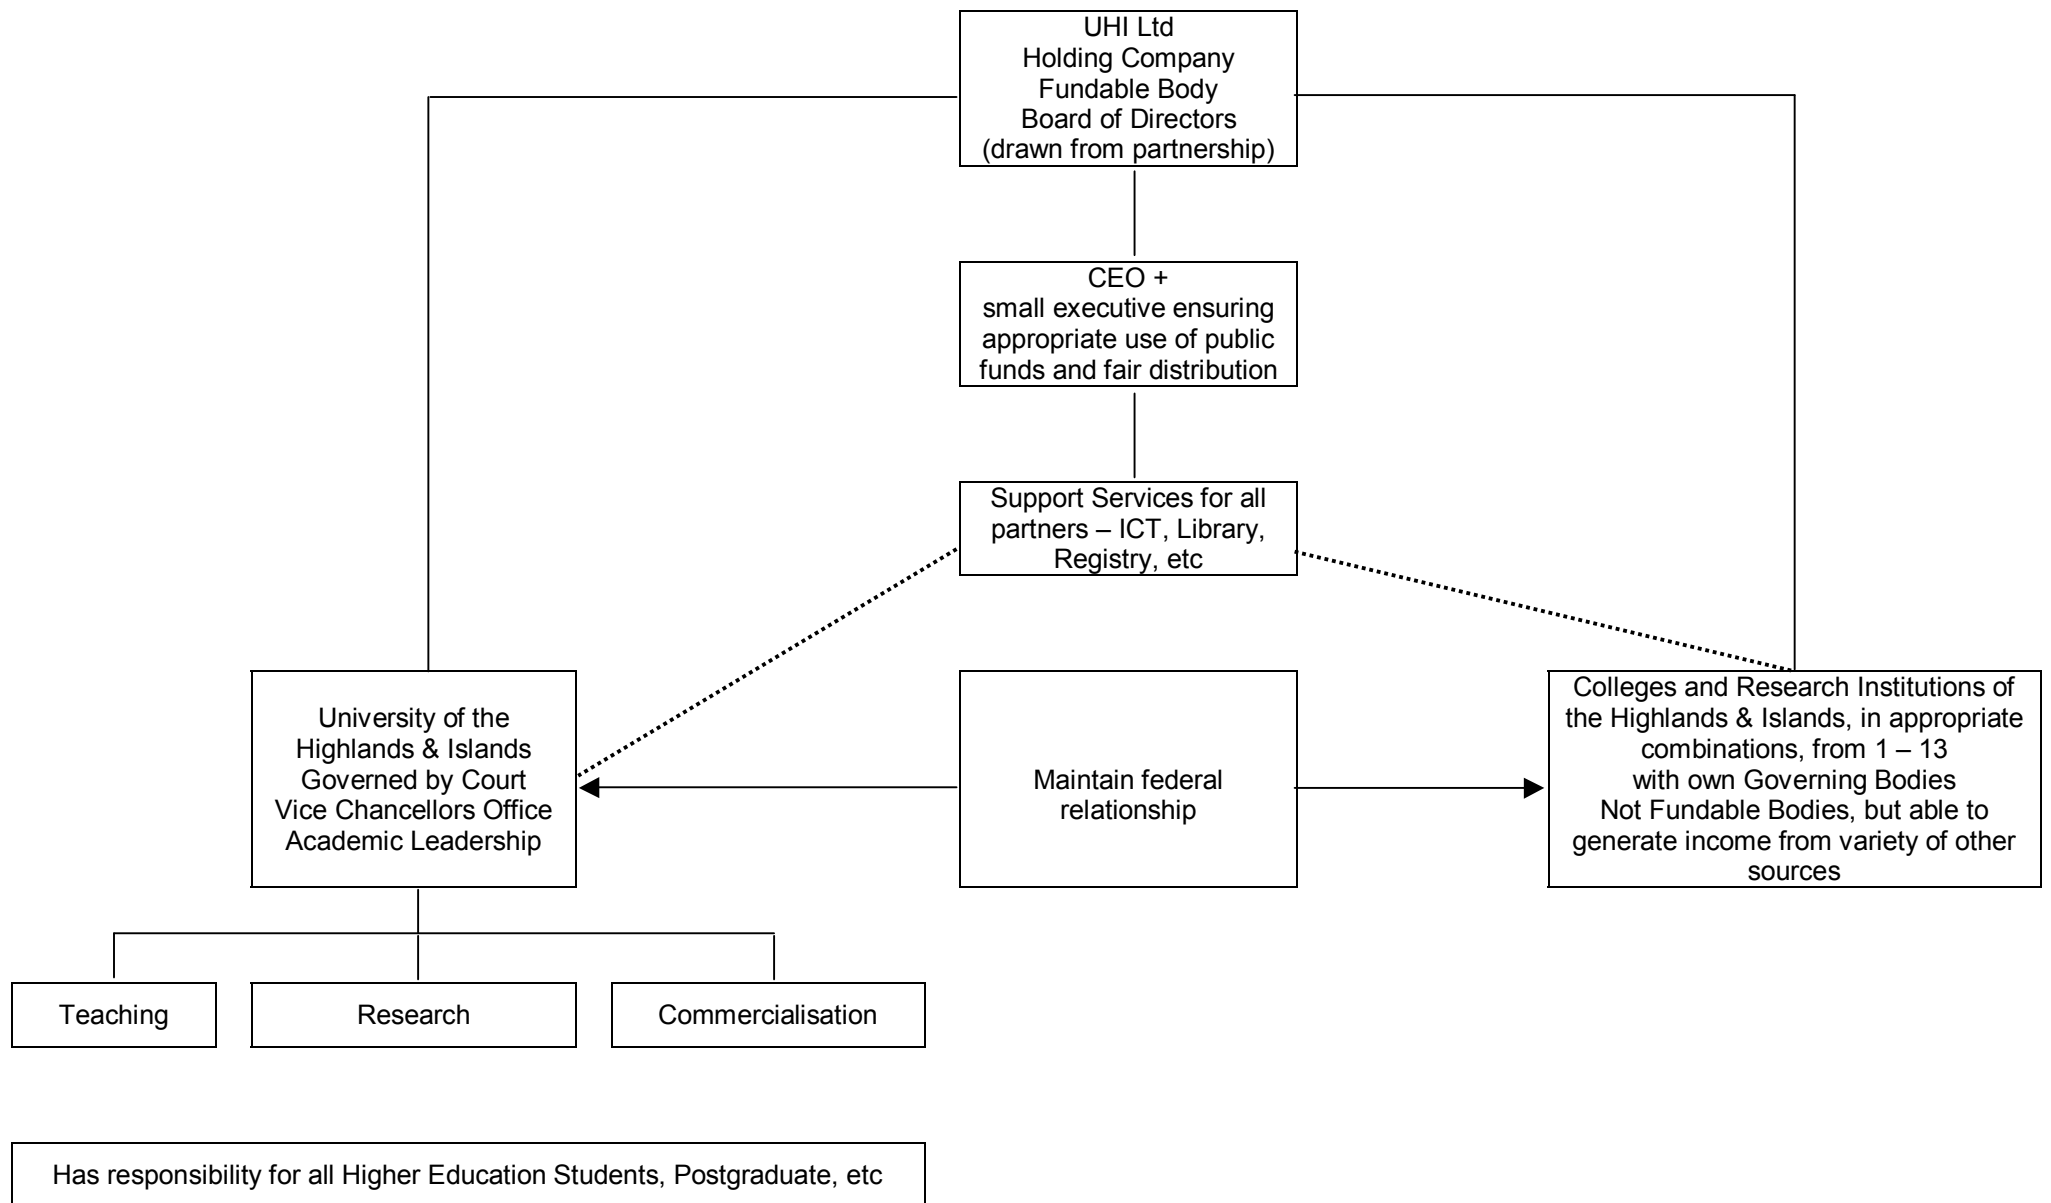 UHI Ltd
Holding Company
Fundable Body
Board of Directors
(drawn from partnership)
CEO +
small executive ensuring
appropriate use of public
funds and fair distribution
Support Services for all
partners – ICT, Library,
Registry, etc
University of the
Highlands & Islands
Governed by Court
Vice Chancellors Office
Academic Leadership
Maintain federal
relationship
Colleges and Research Institutions of
the Highlands & Islands, in appropriate
combinations, from 1 – 13
with own Governing Bodies
Not Fundable Bodies, but able to
generate income from variety of other
sources
Teaching
Research
Commercialisation
Has responsibility for all Higher Education Students, Postgraduate, etc